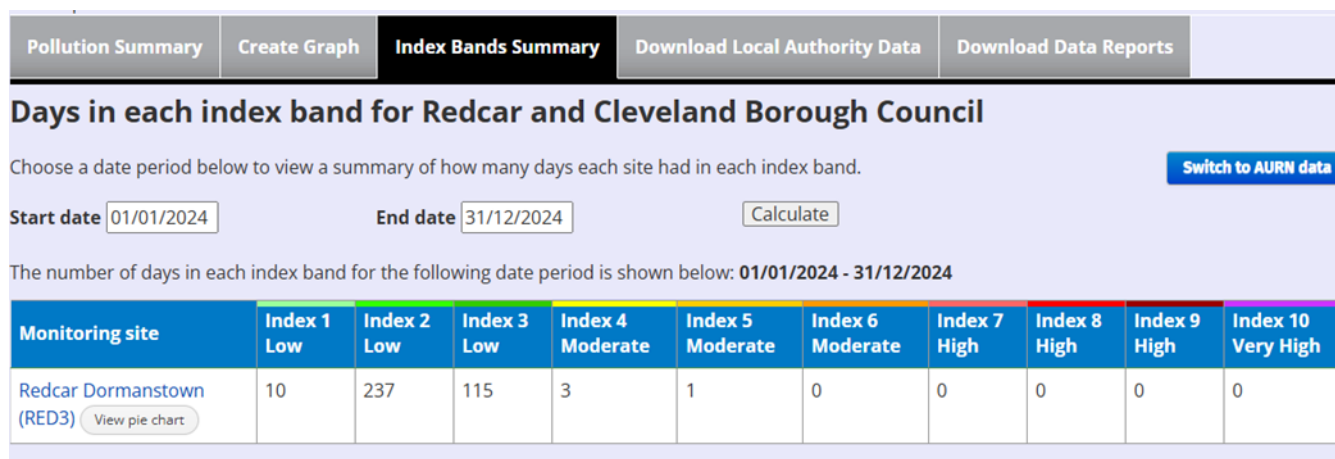 Pollution Summary Create Graph Index Bands Summary Download Local Authority Data Download Data Reports
Days in each index band for Redcar and Cleveland Borough Council
Choose a date period below to view a summary of how many days each site had in each index band. Switch to AURN data
Start date 01/01/2024 End date 31/12/2024 Calculate
The number of days in each index band for the following date period is shown below: 01/01/2024 - 31/12/2024
Monitoring site Index 1 Low Index 2 Low Index 3 Low Index 4 Moderate Index 5 Moderate Index 6 Moderate Index 7 High Index 8 High Index 9 High Index 10 Very High
Redcar Dormanstown 10 237 115 3 1 0 0 0 0 0
(RED3) View pie chart